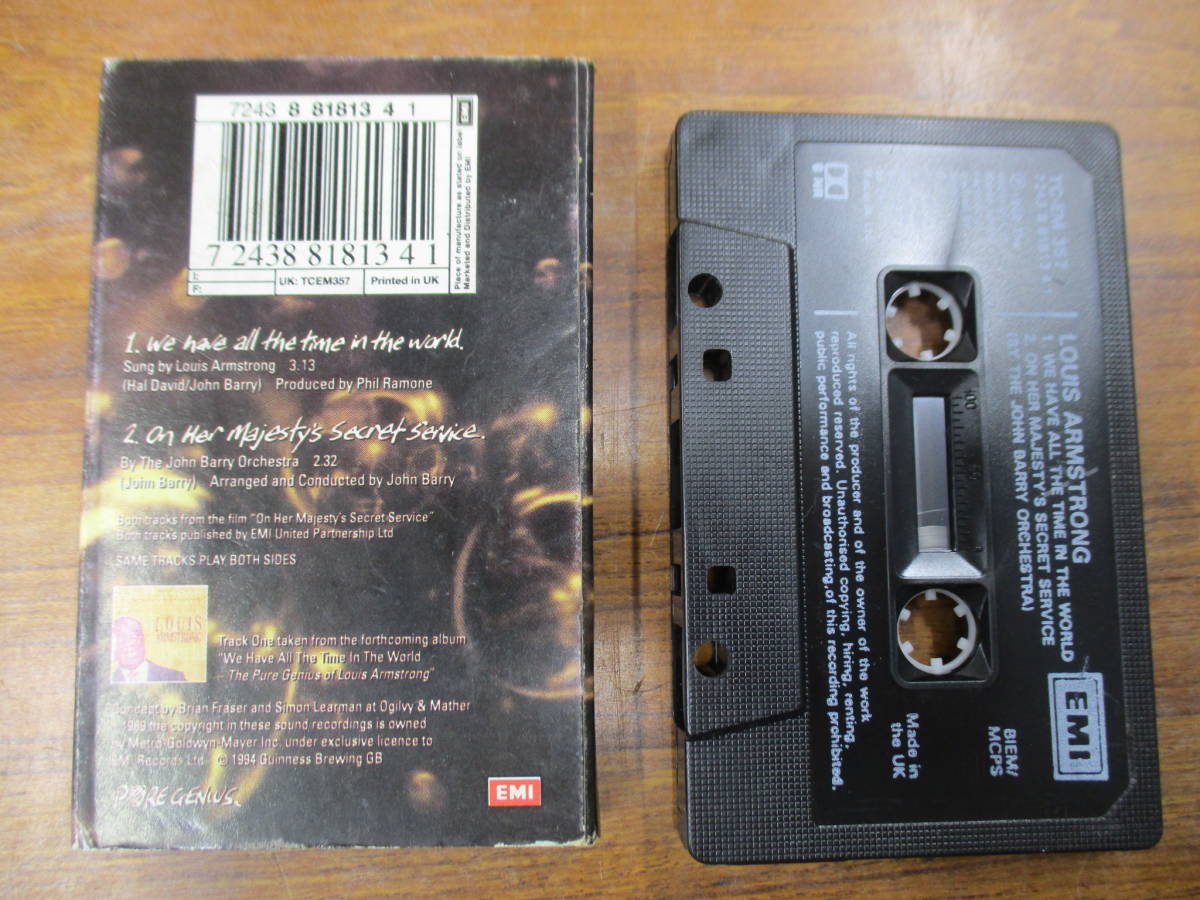 7243 8 81813 4 1
7 24388 18134 1
Place of manufacture as stated on label
Marketed and Distributed by EMI
EMI
I:
F:
UK: TCEM357
Printed in UK
1. We have all the time in the world.
Sung by Louis Armstrong 3.13
(Hal David/John Barry) Produced by Phil Ramone
2. On Her Majesty's Secret Service.
By The John Barry Orchestra 2.32
(John Barry) Arranged and Conducted by John Barry
Both tracks from the film "On Her Majesty's Secret Service"
Both tracks published by EMI United Partnership Ltd
SAME TRACKS PLAY BOTH SIDES
LOUIS
ARMSTRONG
Track One taken from the forthcoming album
"We Have All The Time In The World
– The Pure Genius of Louis Armstrong"
by Brian Fraser and Simon Learman at Ogilvy & Mather
1969 the copyright in these sound recordings is owned
by Metro-Goldwyn-Mayer Inc. under exclusive licence to
EMI Records Ltd. © 1994 Guinness Brewing GB
PURE GENIUS.
EMI
LOUIS ARMSTRONG
1. WE HAVE ALL THE TIME IN THE WORLD
2. ON HER MAJESTY'S SECRET SERVICE
(BY THE JOHN BARRY ORCHESTRA)
EMI
BIEM/
MCPS
Made in
the UK
100
All rights of the producer and of the owner of the work
reproduced reserved. Unauthorised copying, hiring, renting,
public performance and broadcasting, of this recording prohibited.